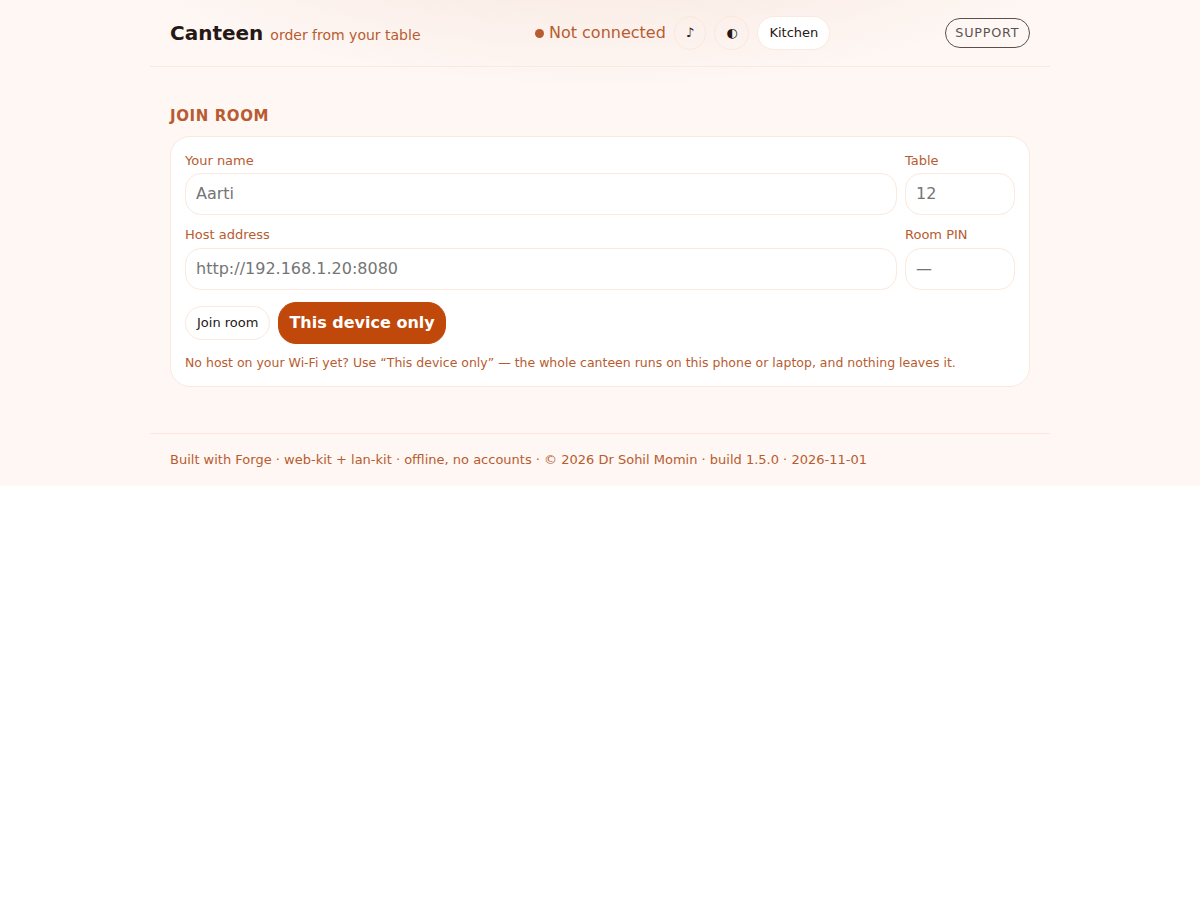 Canteen order from your table
Not connected ♪ ◐ Kitchen
SUPPORT
JOIN ROOM
Your name Table
Aarti 12
Host address Room PIN
http://192.168.1.20:8080 —
Join room This device only
No host on your Wi-Fi yet? Use “This device only” — the whole canteen runs on this phone or laptop, and nothing leaves it.
Built with Forge · web-kit + lan-kit · offline, no accounts · © 2026 Dr Sohil Momin · build 1.5.0 · 2026-11-01